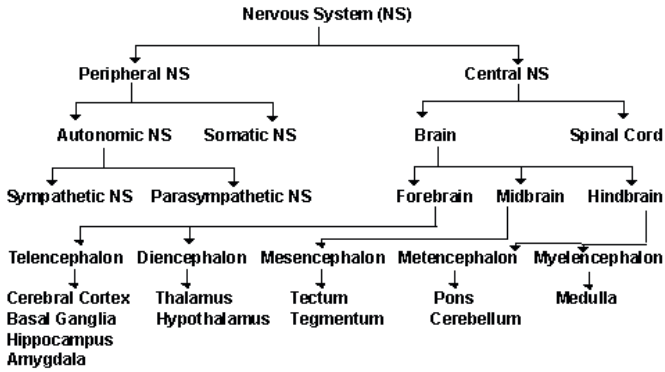 Nervous System (NS)
Peripheral NS Central NS
Autonomic NS Somatic NS Brain Spinal Cord
Sympathetic NS Parasympathetic NS Forebrain Midbrain Hindbrain
Telencephalon Diencephalon Mesencephalon Metencephalon Myelencephalon
Cerebral Cortex Thalamus Tectum Pons Medulla
Basal Ganglia Hypothalamus Tegmentum Cerebellum
Hippocampus
Amygdala